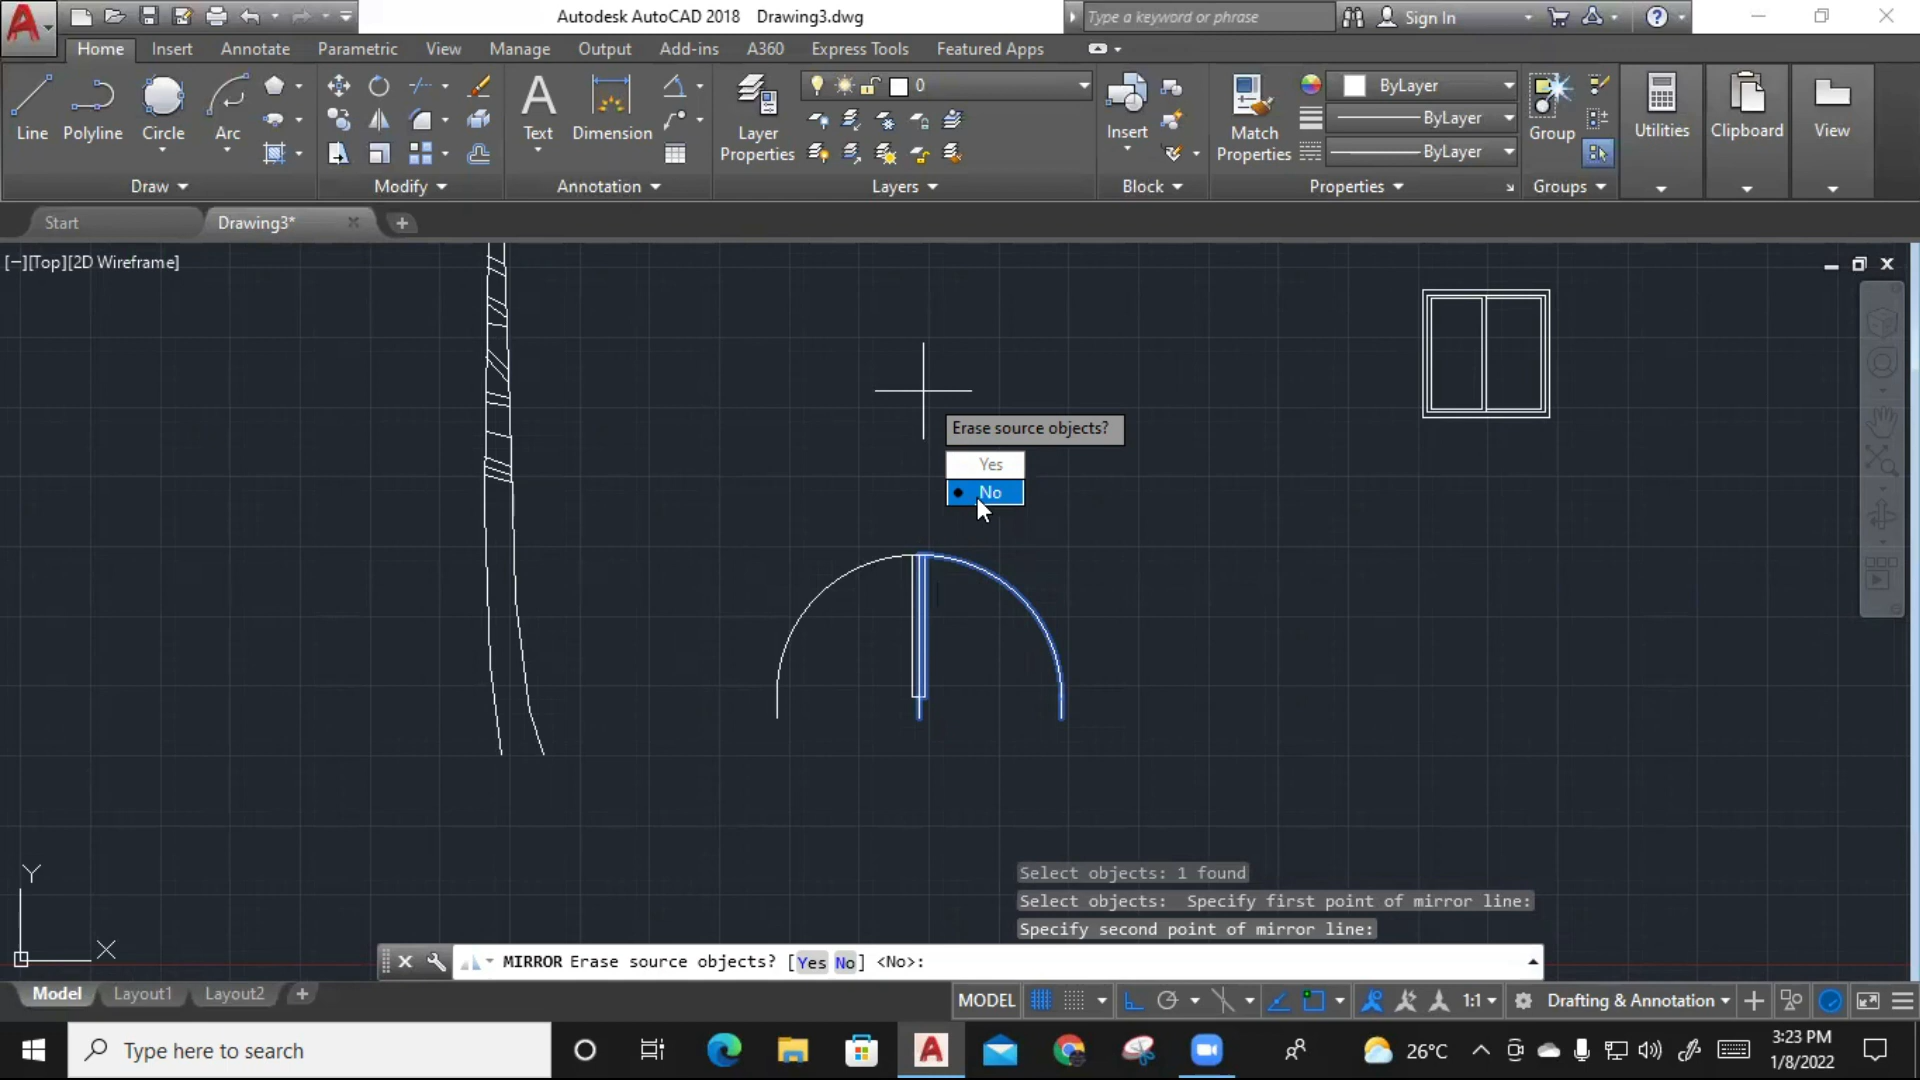 Autodesk AutoCAD 2018 Drawing3.dwg
Type a keyword or phrase
Sign In
Home Insert Annotate Parametric View Manage Output Add-ins A360 Express Tools Featured Apps
0
ByLayer
ByLayer
ByLayer
Line Polyline Circle Arc
Text Dimension
Layer Properties
Insert
Match Properties
Group
Utilities Clipboard View
Draw Modify Annotation Layers Block Properties Groups
Start Drawing3*
[−][Top][2D Wireframe]
Erase source objects?
Yes
No
Y
X
Select objects: 1 found
Select objects: Specify first point of mirror line:
Specify second point of mirror line:
MIRROR Erase source objects? [Yes No] <No>:
Model Layout1 Layout2
MODEL 1:1 Drafting & Annotation
Type here to search
26°C
3:23 PM
1/8/2022